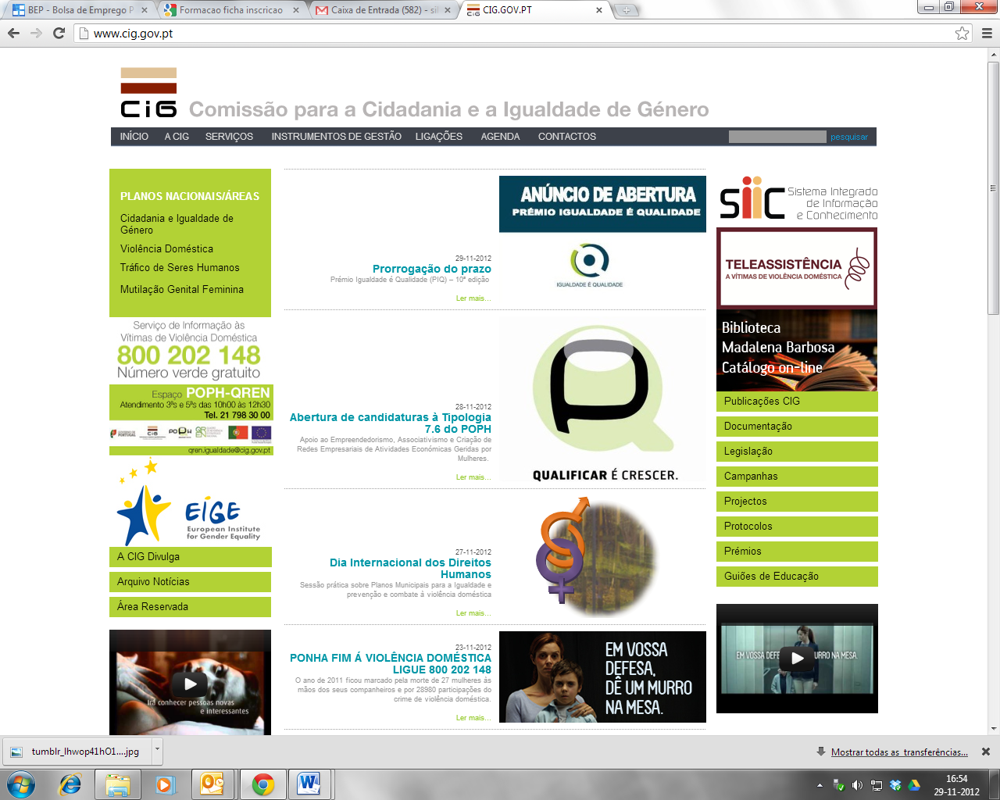 BEP - Bolsa de Emprego P
Formacao ficha inscricao
Caixa de Entrada (582) - sil
CIG.GOV.PT
www.cig.gov.pt
CIG
Comissão para a Cidadania e a Igualdade de Género
INÍCIO A CIG SERVIÇOS INSTRUMENTOS DE GESTÃO LIGAÇÕES AGENDA CONTACTOS pesquisar
PLANOS NACIONAIS/ÁREAS
Cidadania e Igualdade de
Género
Violência Doméstica
Tráfico de Seres Humanos
Mutilação Genital Feminina
Serviço de Informação às
Vítimas de Violência Doméstica
800 202 148
Número verde gratuito
Espaço POPH-QREN
Atendimento 3ªs e 5ªs das 10h00 às 12h30
Tel. 21 798 30 00
qren.igualdade@cig.gov.pt
EIGE
European Institute
for Gender Equality
A CIG Divulga
Arquivo Notícias
Área Reservada
Irá conhecer pessoas novas
e interessantes
29-11-2012
Prorrogação do prazo
Prémio Igualdade é Qualidade (PIQ) – 10ª edição
Ler mais...
ANÚNCIO DE ABERTURA
PRÉMIO IGUALDADE É QUALIDADE
IGUALDADE É QUALIDADE
28-11-2012
Abertura de candidaturas à Tipologia
7.6 do POPH
Apoio ao Empreendedorismo, Associativismo e Criação de
Redes Empresariais de Atividades Económicas Geridas por
Mulheres.
Ler mais...
QUALIFICAR É CRESCER.
27-11-2012
Dia Internacional dos Direitos
Humanos
Sessão prática sobre Planos Municipais para a Igualdade e
prevenção e combate à violência doméstica
Ler mais...
23-11-2012
PONHA FIM Á VIOLÊNCIA DOMÉSTICA
LIGUE 800 202 148
O ano de 2011 ficou marcado pela morte de 27 mulheres às
mãos dos seus companheiros e por 28980 participações do
crime de violência doméstica.
Ler mais...
EM VOSSA
DEFESA,
DÊ UM MURRO
NA MESA.
siic
Sistema Integrado
de Informação
e Conhecimento
TELEASSISTÊNCIA
A VÍTIMAS DE VIOLÊNCIA DOMÉSTICA
Biblioteca
Madalena Barbosa
Catálogo on-line
Publicações CIG
Documentação
Legislação
Campanhas
Projectos
Protocolos
Prémios
Guiões de Educação
EM VOSSA DEFE URRO NA MESA.
tumblr_lhwop41hO1....jpg
Mostrar todas as transferências...
16:54
29-11-2012